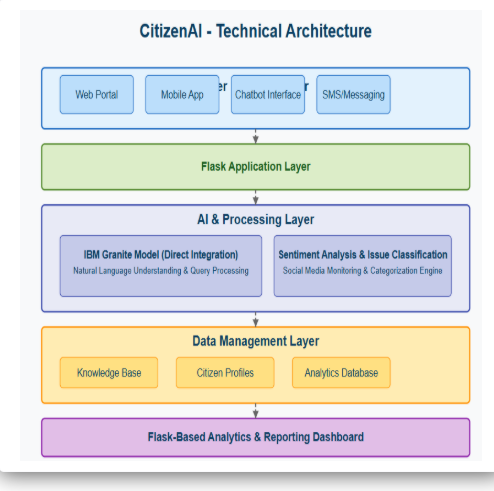 CitizenAI - Technical Architecture
Web Portal
Mobile App
Chatbot Interface
SMS/Messaging
Flask Application Layer
AI & Processing Layer
IBM Granite Model (Direct Integration)
Natural Language Understanding & Query Processing
Sentiment Analysis & Issue Classification
Social Media Monitoring & Categorization Engine
Data Management Layer
Knowledge Base
Citizen Profiles
Analytics Database
Flask-Based Analytics & Reporting Dashboard